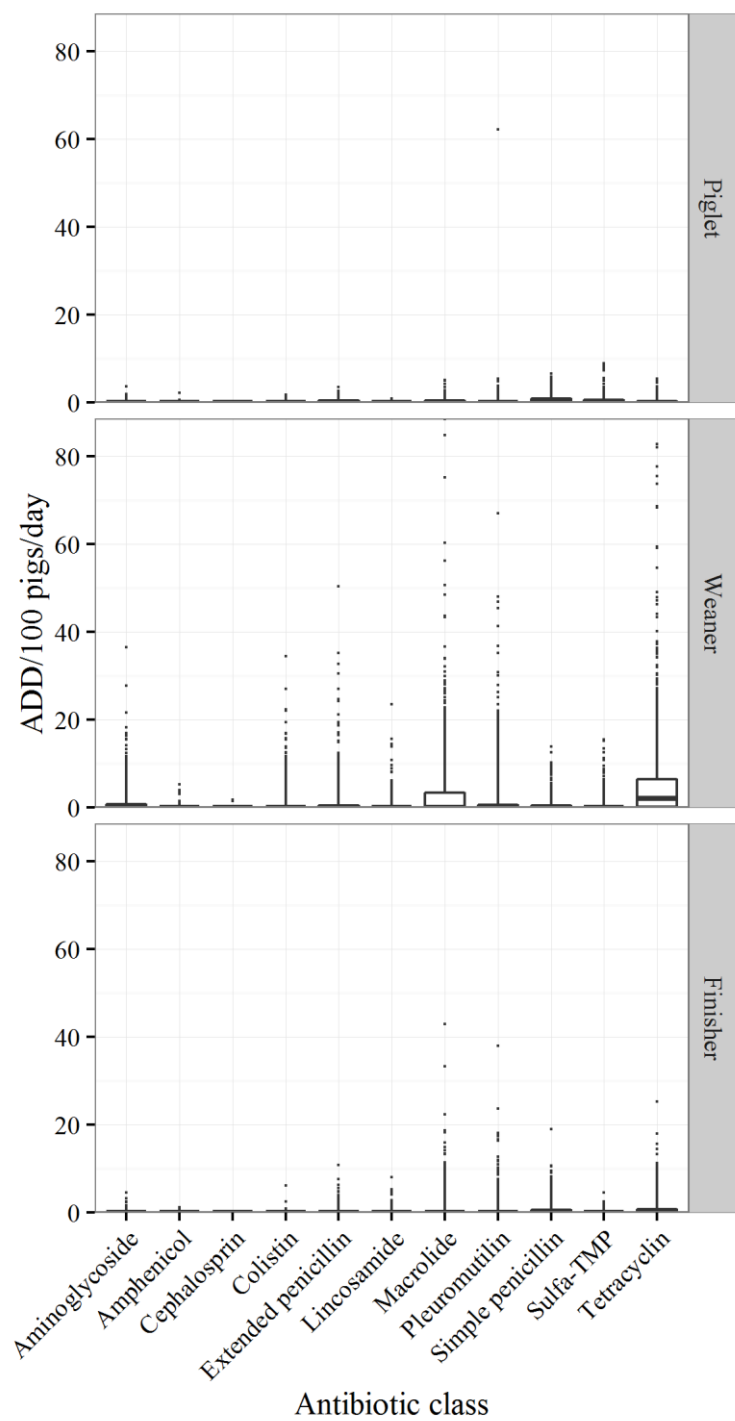 80
60
40
20
0
Piglet
80
60
40
20
0
Weaner
80
60
40
20
0
Finisher
ADD/100 pigs/day
Aminoglycoside
Amphenicol
Cephalosprin
Colistin
Extended penicillin
Lincosamide
Macrolide
Pleuromutilin
Simple penicillin
Sulfa-TMP
Tetracyclin
Antibiotic class